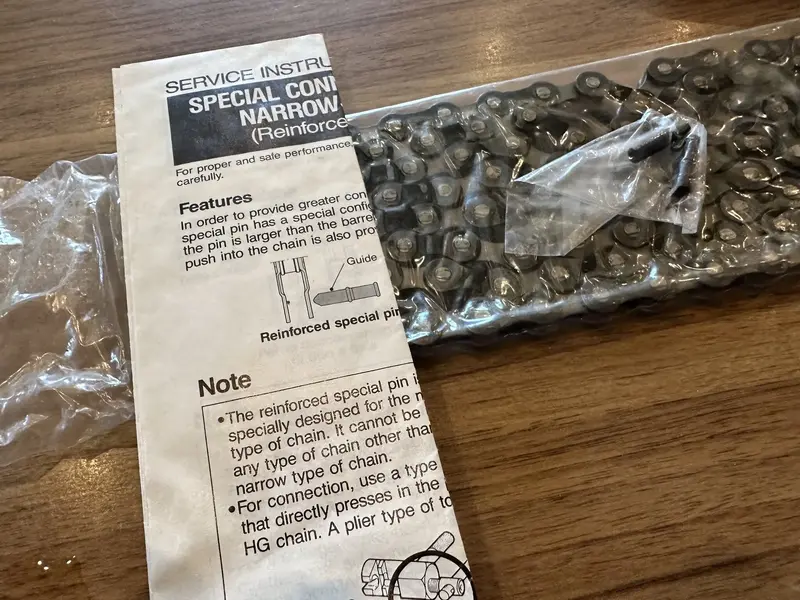 SERVICE INSTRU
SPECIAL CON
NARROW
(Reinforce
For proper and safe performance
carefully.
Features
In order to provide greater con
special pin has a special confi
the pin is larger than the barre
push into the chain is also pro
Guide
Reinforced special pin
Note
•The reinforced special pin i
specially designed for the n
type of chain. It cannot be
any type of chain other than
narrow type of chain.
•For connection, use a type
that directly presses in the
HG chain. A plier type of to